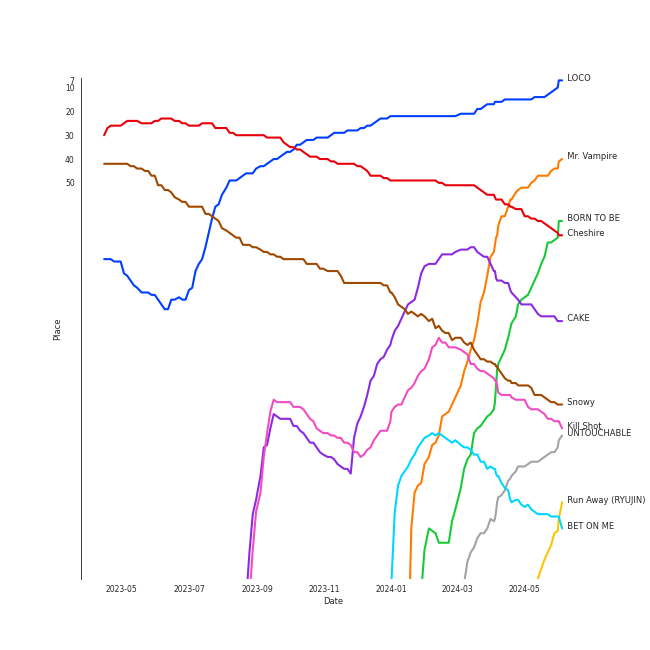 LOCO
7
10
20
30
40
50
Mr. Vampire
BORN TO BE
Cheshire
CAKE
Place
Snowy
Kill Shot
UNTOUCHABLE
Run Away (RYUJIN)
BET ON ME
2023-05 2023-07 2023-09 2023-11 2024-01 2024-03 2024-05
Date